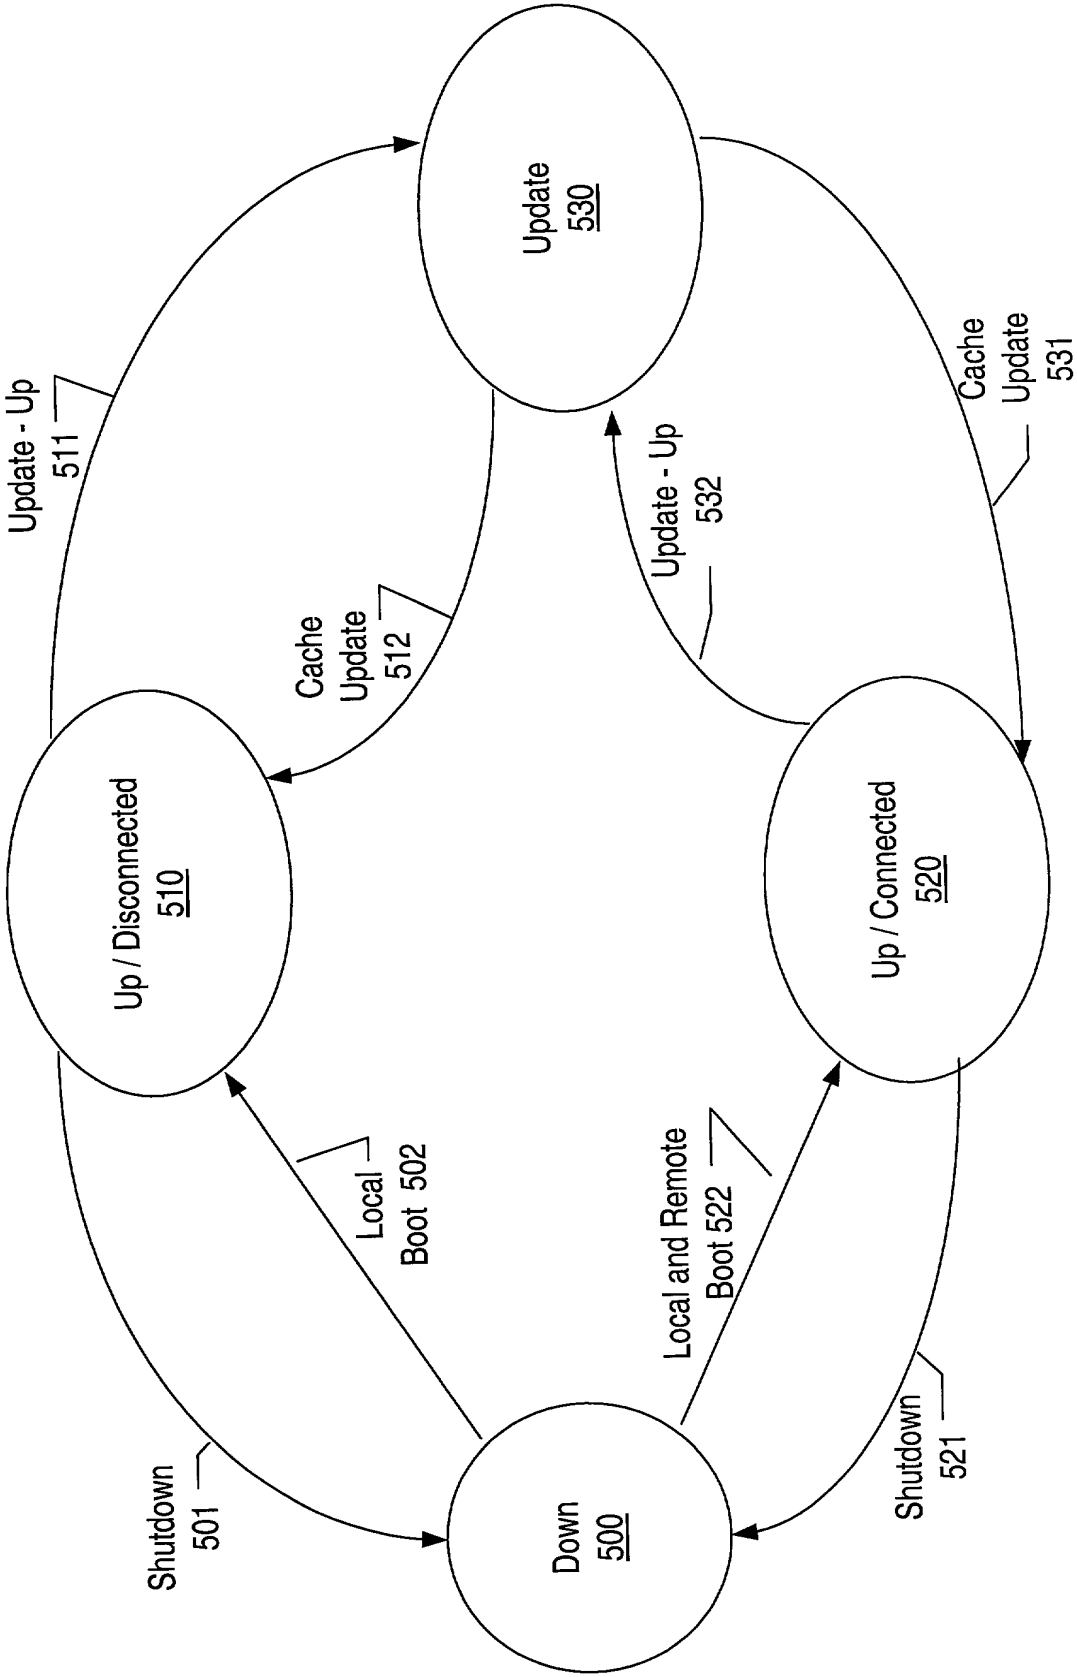 Shutdown
501
Up / Disconnected
510
Update - Up
511
Local
Boot 502
Cache
Update
512
Down
500
Update
530
Local and Remote
Boot 522
Update - Up
532
Up / Connected
520
Shutdown
521
Cache
Update
531